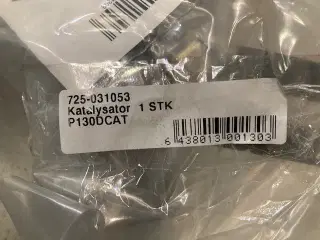 725-031053
Katalysator 1 STK
P130DCAT
6 438013 001303